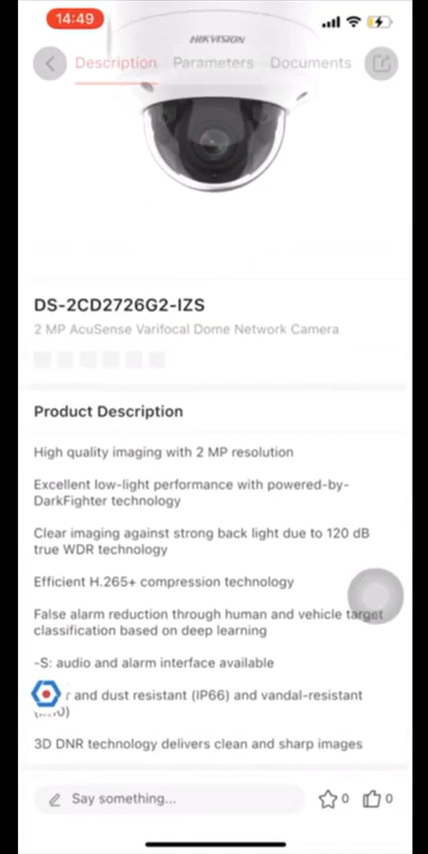 14:49
HIKVISION
Description Parameters Documents
DS-2CD2726G2-IZS
2 MP AcuSense Varifocal Dome Network Camera
Product Description
High quality imaging with 2 MP resolution
Excellent low-light performance with powered-by-
DarkFighter technology
Clear imaging against strong back light due to 120 dB
true WDR technology
Efficient H.265+ compression technology
False alarm reduction through human and vehicle target
classification based on deep learning
-S: audio and alarm interface available
r and dust resistant (IP66) and vandal-resistant
3D DNR technology delivers clean and sharp images
Say something... 0 0